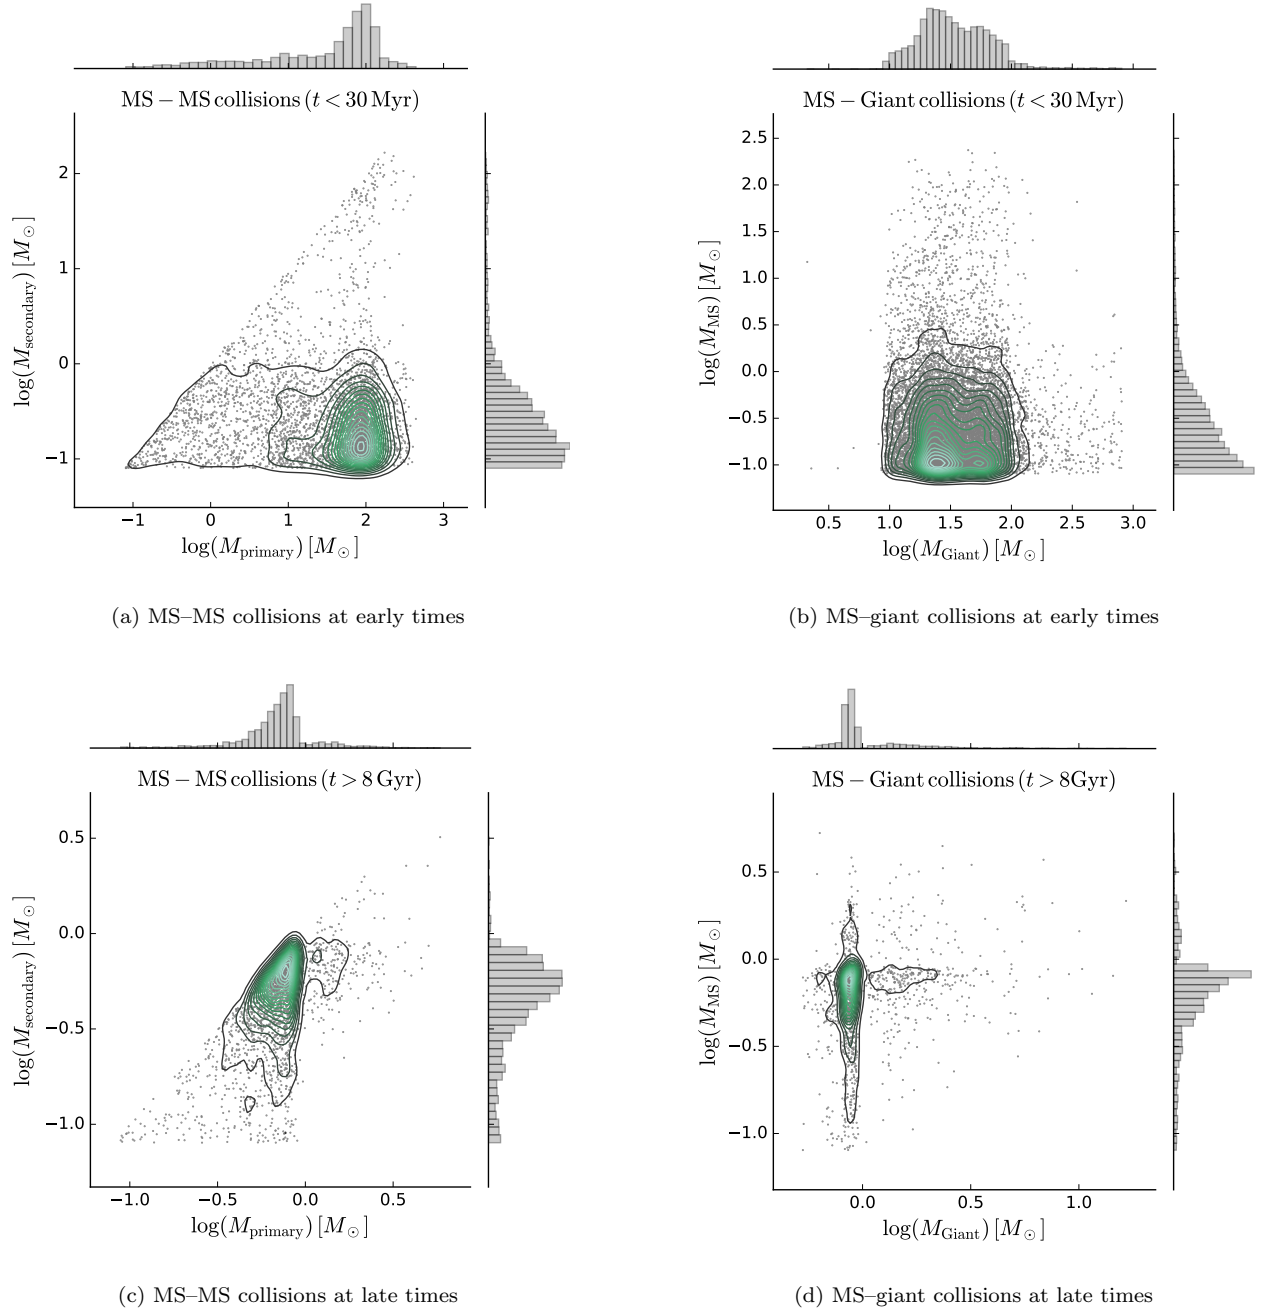 MS – MS collisions (t < 30 Myr)
log(M_secondary) [M_⊙]
2
1
0
−1
−1 0 1 2 3
log(M_primary) [M_⊙]
(a) MS–MS collisions at early times
MS – Giant collisions (t < 30 Myr)
log(M_MS) [M_⊙]
2.5
2.0
1.5
1.0
0.5
0.0
−0.5
−1.0
0.5 1.0 1.5 2.0 2.5 3.0
log(M_Giant) [M_⊙]
(b) MS–giant collisions at early times
MS – MS collisions (t > 8 Gyr)
log(M_secondary) [M_⊙]
0.5
0.0
−0.5
−1.0
−1.0 −0.5 0.0 0.5
log(M_primary) [M_⊙]
(c) MS–MS collisions at late times
MS – Giant collisions (t > 8Gyr)
log(M_MS) [M_⊙]
0.5
0.0
−0.5
−1.0
0.0 0.5 1.0
log(M_Giant) [M_⊙]
(d) MS–giant collisions at late times